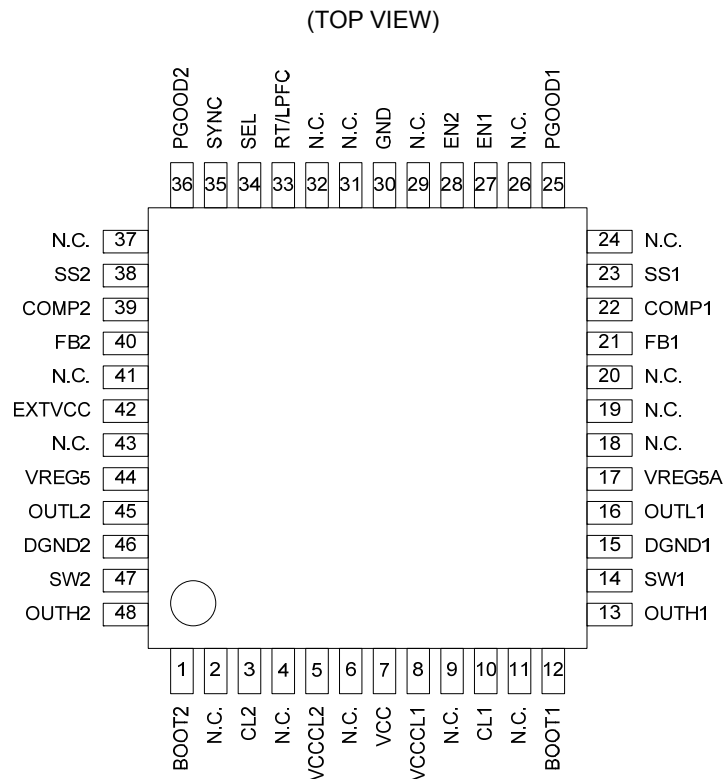 (TOP VIEW)
PGOOD2
SYNC
SEL
RT/LPFC
N.C.
N.C.
GND
N.C.
EN2
EN1
N.C.
PGOOD1
36 35 34 33 32 31 30 29 28 27 26 25
N.C. 37
SS2 38
COMP2 39
FB2 40
N.C. 41
EXTVCC 42
N.C. 43
VREG5 44
OUTL2 45
DGND2 46
SW2 47
OUTH2 48
24 N.C.
23 SS1
22 COMP1
21 FB1
20 N.C.
19 N.C.
18 N.C.
17 VREG5A
16 OUTL1
15 DGND1
14 SW1
13 OUTH1
1 2 3 4 5 6 7 8 9 10 11 12
BOOT2
N.C.
CL2
N.C.
VCCCL2
N.C.
VCC
VCCCL1
N.C.
CL1
N.C.
BOOT1